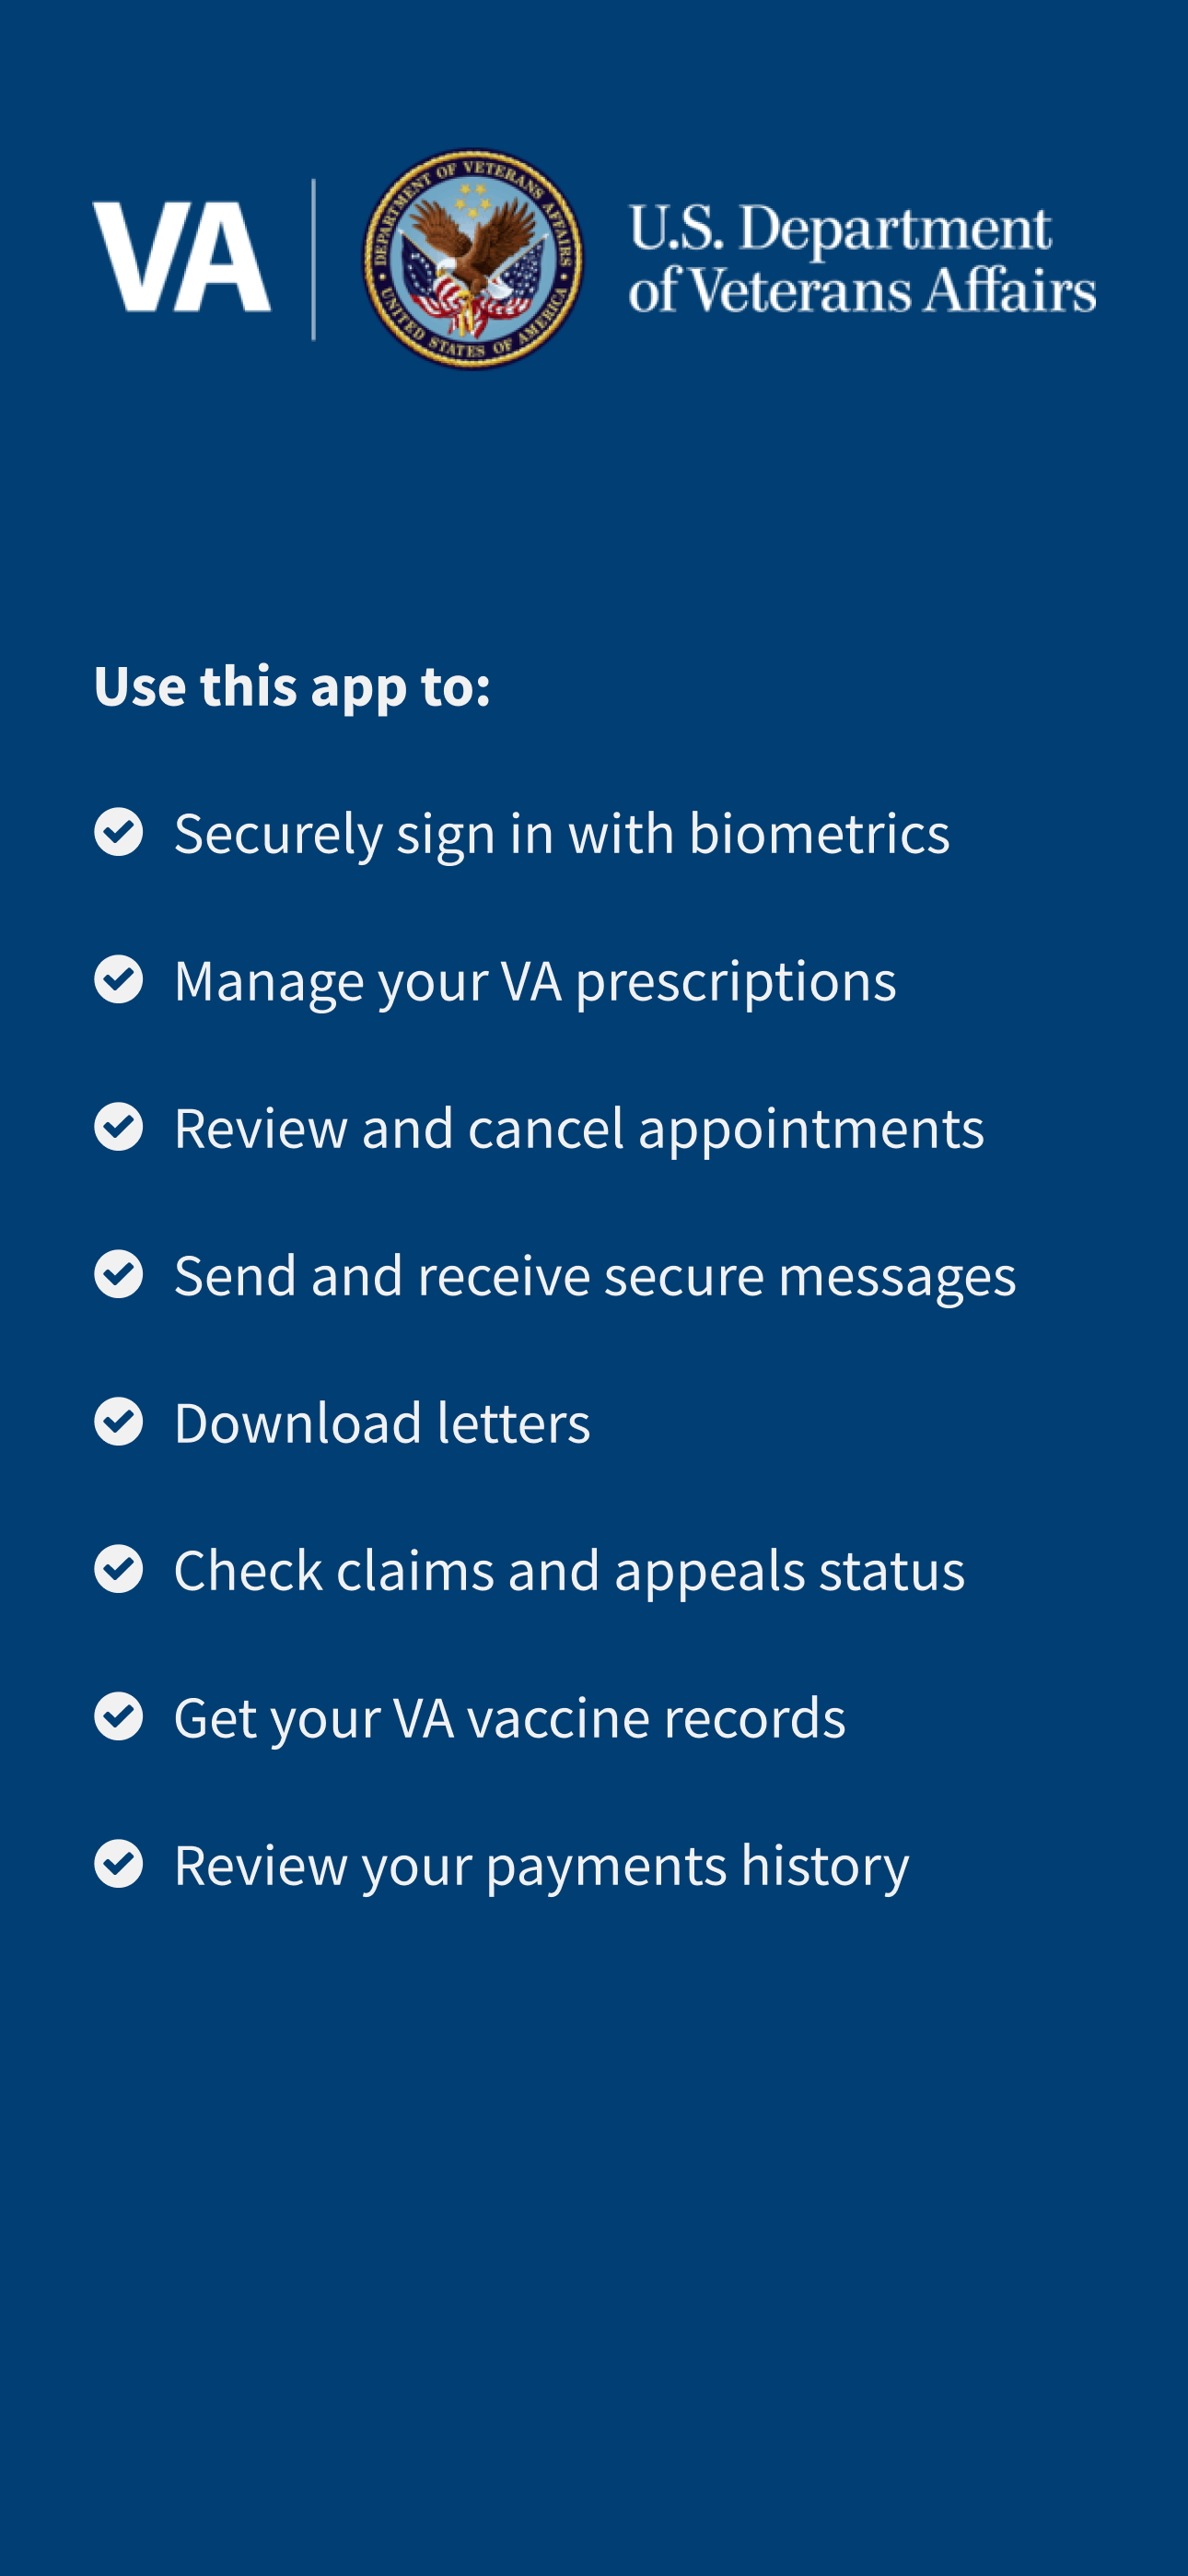 VA
DEPARTMENT OF VETERANS AFFAIRS
UNITED STATES OF AMERICA
U.S. Department
of Veterans Affairs
Use this app to:
Securely sign in with biometrics
Manage your VA prescriptions
Review and cancel appointments
Send and receive secure messages
Download letters
Check claims and appeals status
Get your VA vaccine records
Review your payments history